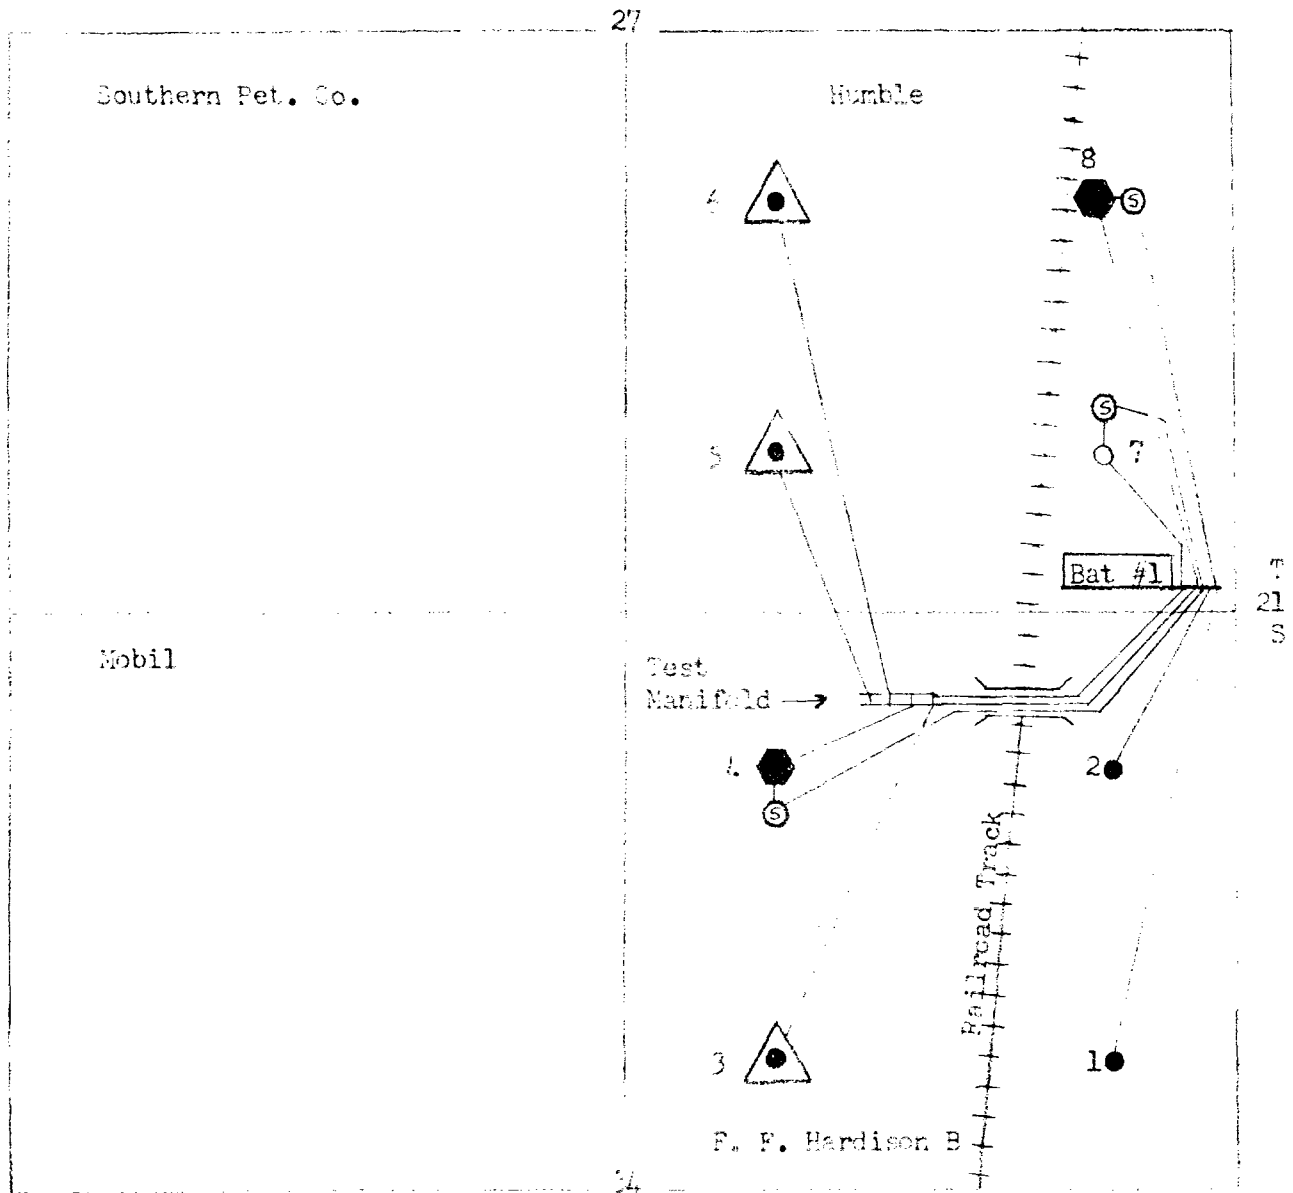 27
Southern Pet. Co.
Humble
8
6
S
S
5
7
Bat #1
T
21
S
Mobil
Test
Manifold
4
2
S
Railroad Track
3
1
F. F. Hardison B
34